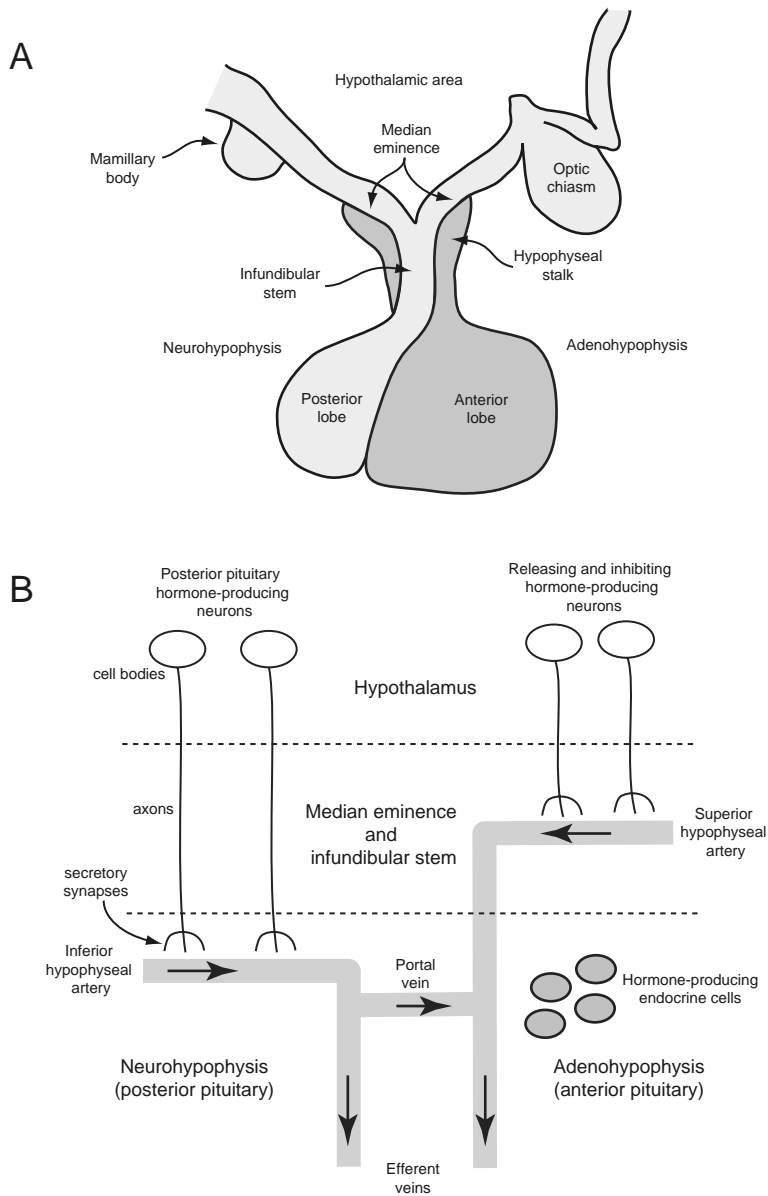 A
Hypothalamic area
Median
eminence
Mamillary
body
Optic
chiasm
Infundibular
stem
Hypophyseal
stalk
Neurohypophysis
Adenohypophysis
Posterior
lobe
Anterior
lobe
B
Posterior pituitary
hormone-producing
neurons
Releasing and inhibiting
hormone-producing
neurons
cell bodies
Hypothalamus
axons
Median eminence
and
infundibular stem
Superior
hypophyseal
artery
secretory
synapses
Inferior
hypophyseal
artery
Portal
vein
Hormone-producing
endocrine cells
Neurohypophysis
(posterior pituitary)
Adenohypophysis
(anterior pituitary)
Efferent
veins